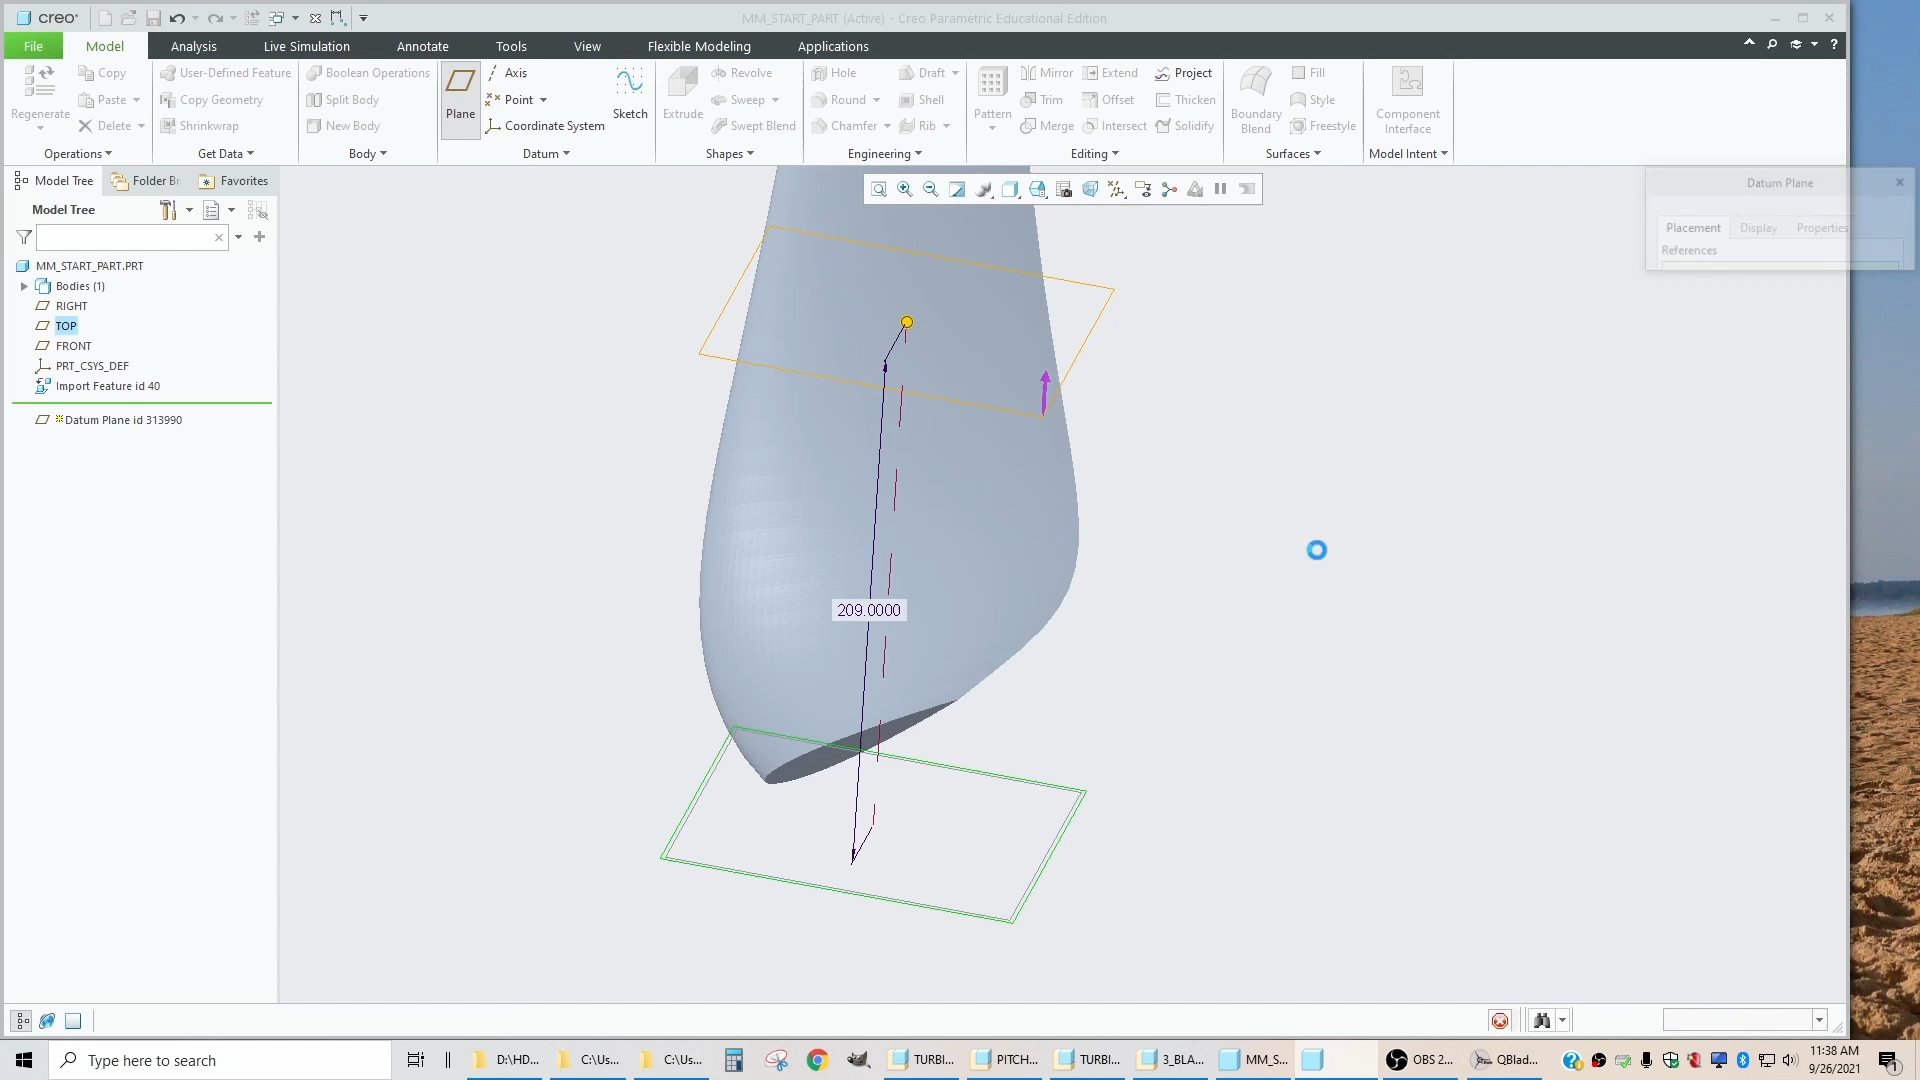 creo
MM_START_PART (Active) - Creo Parametric Educational Edition
File Model Analysis Live Simulation Annotate Tools View Flexible Modeling Applications
Regenerate
Copy
Paste
Delete
Operations
User-Defined Feature
Copy Geometry
Shrinkwrap
Get Data
Boolean Operations
Split Body
New Body
Body
Plane
Axis
Point
Coordinate System
Sketch
Datum
Extrude
Revolve
Sweep
Swept Blend
Shapes
Hole
Round
Chamfer
Draft
Shell
Rib
Engineering
Pattern
Mirror
Trim
Merge
Extend
Offset
Intersect
Project
Thicken
Solidify
Editing
Boundary
Blend
Fill
Style
Freestyle
Surfaces
Component
Interface
Model Intent
Model Tree
Folder Br
Favorites
Model Tree
MM_START_PART.PRT
Bodies (1)
RIGHT
TOP
FRONT
PRT_CSYS_DEF
Import Feature id 40
Datum Plane id 313990
209.0000
Datum Plane
Placement Display Properties
References
Type here to search
D:\HD...
C:\Us...
C:\Us...
TURBI...
PITCH...
TURBI...
3_BLA...
MM_S...
OBS 2...
QBlad...
11:38 AM
9/26/2021
1